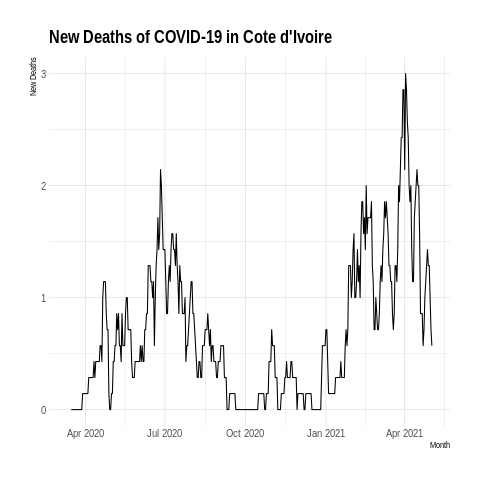 New Deaths of COVID-19 in Cote d'Ivoire
New Deaths
3
2
1
0
Apr 2020 Jul 2020 Oct 2020 Jan 2021 Apr 2021
Month